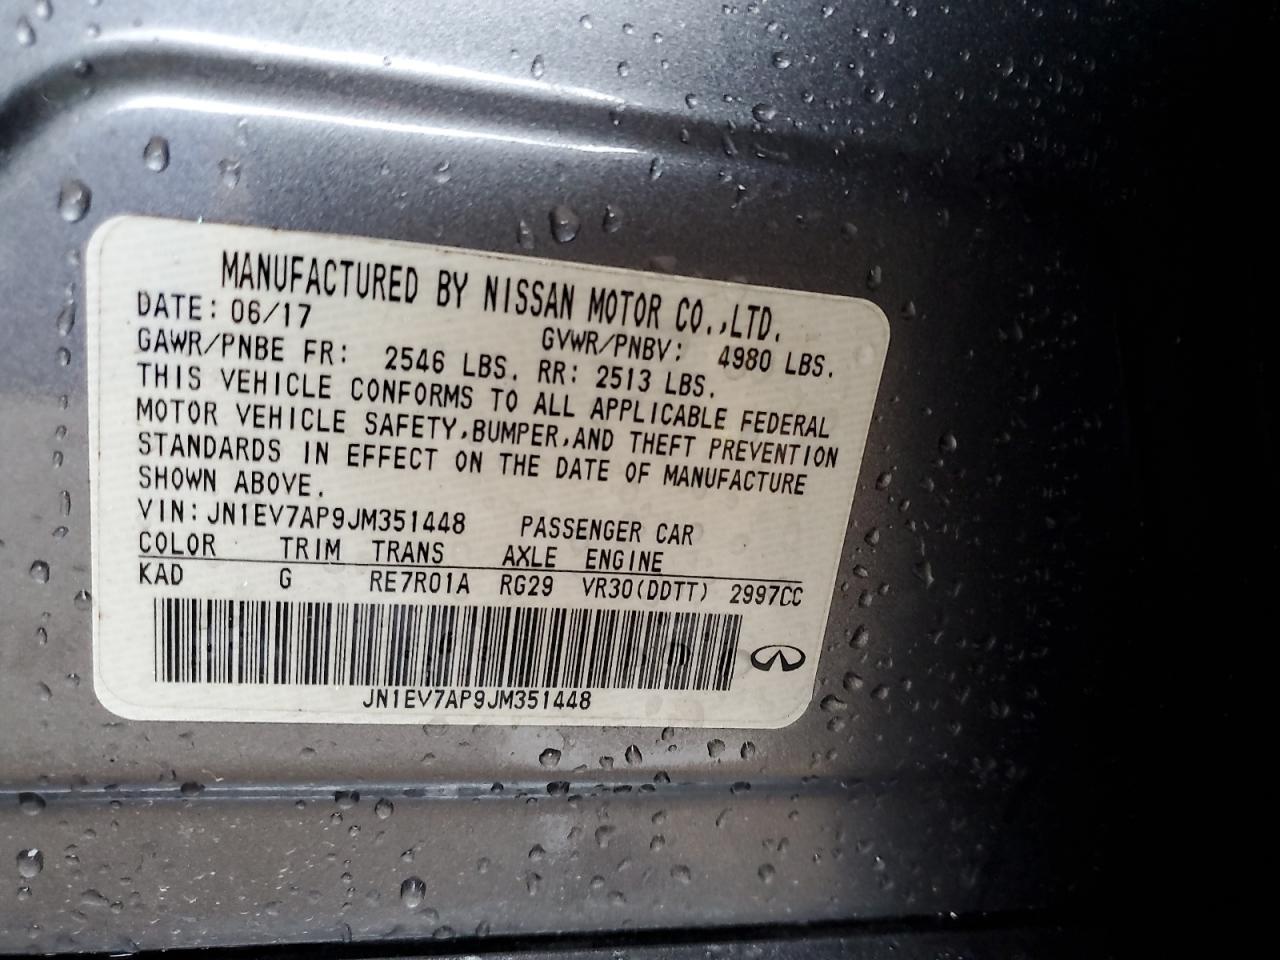 MANUFACTURED BY NISSAN MOTOR CO.,LTD.
DATE: 06/17 GVWR/PNBV: 4980 LBS.
GAWR/PNBE FR: 2546 LBS. RR: 2513 LBS.
THIS VEHICLE CONFORMS TO ALL APPLICABLE FEDERAL
MOTOR VEHICLE SAFETY,BUMPER,AND THEFT PREVENTION
STANDARDS IN EFFECT ON THE DATE OF MANUFACTURE
SHOWN ABOVE.
VIN: JN1EV7AP9JM351448 PASSENGER CAR
COLOR TRIM TRANS AXLE ENGINE
KAD G RE7R01A RG29 VR30(DDTT) 2997CC
JN1EV7AP9JM351448